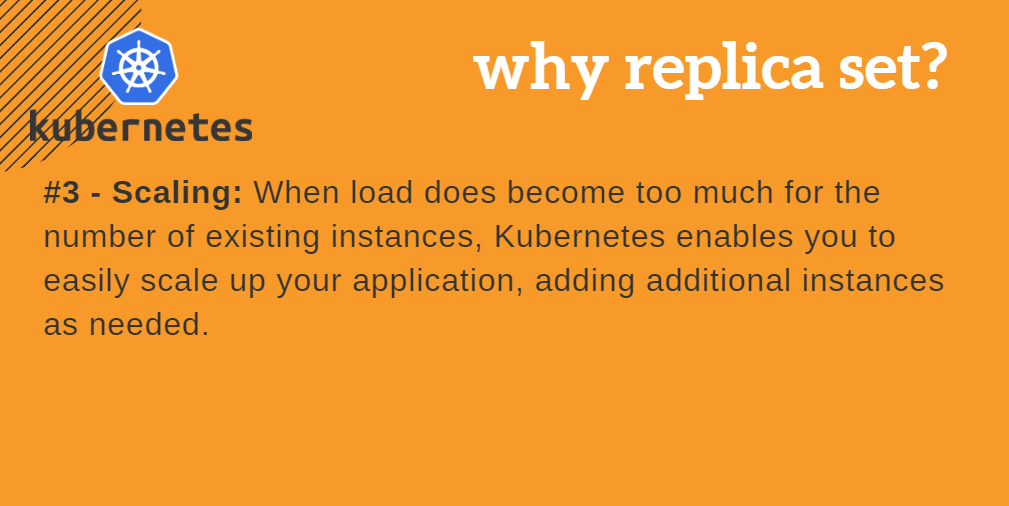 why replica set?
kubernetes
#3 - Scaling: When load does become too much for the
number of existing instances, Kubernetes enables you to
easily scale up your application, adding additional instances
as needed.